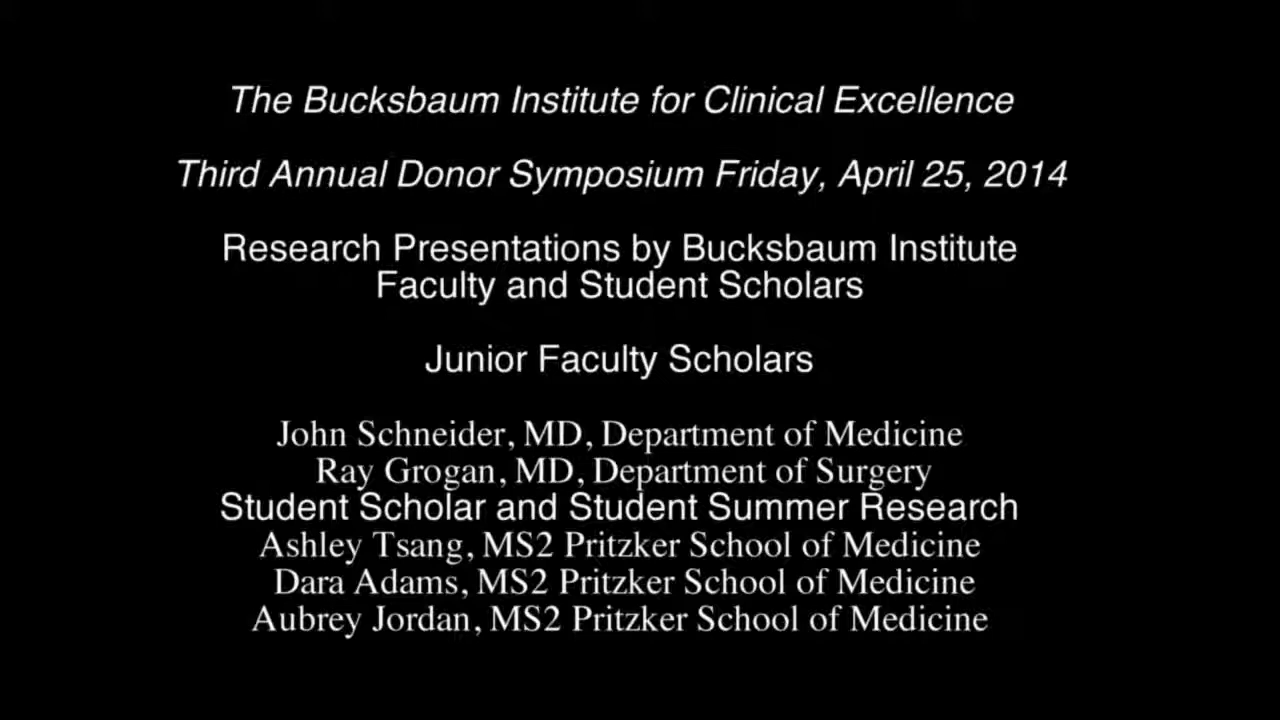 The Bucksbaum Institute for Clinical Excellence
Third Annual Donor Symposium Friday, April 25, 2014
Research Presentations by Bucksbaum Institute
Faculty and Student Scholars
Junior Faculty Scholars
John Schneider, MD, Department of Medicine
Ray Grogan, MD, Department of Surgery
Student Scholar and Student Summer Research
Ashley Tsang, MS2 Pritzker School of Medicine
Dara Adams, MS2 Pritzker School of Medicine
Aubrey Jordan, MS2 Pritzker School of Medicine